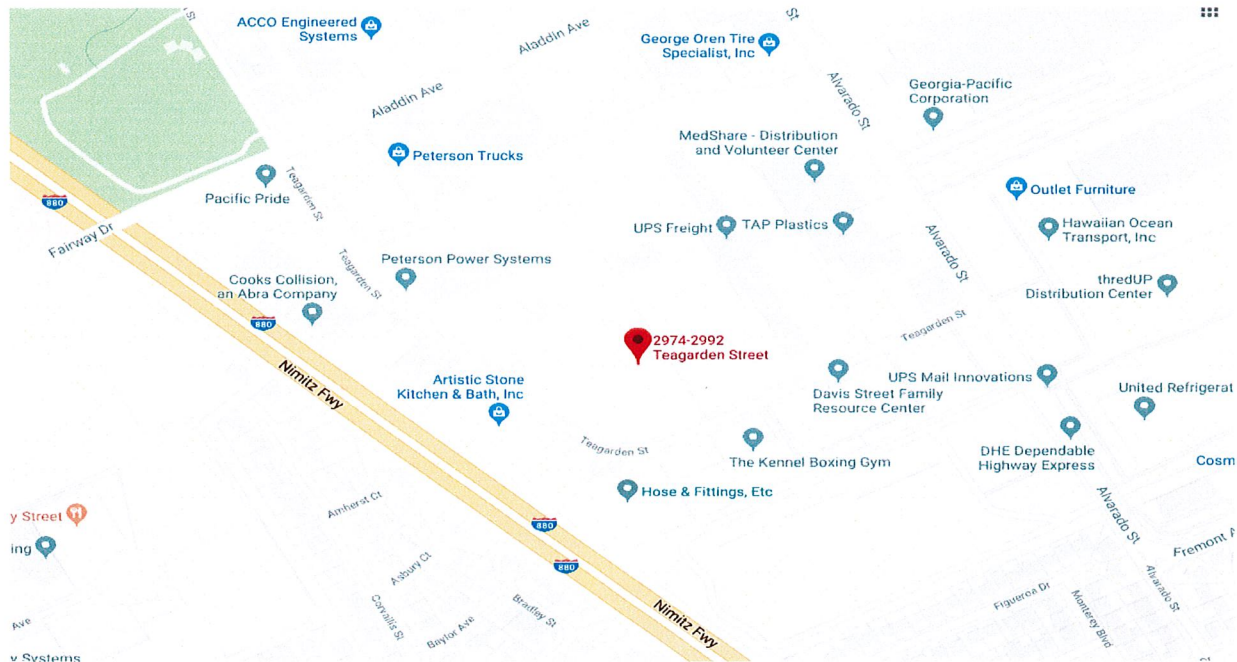 St
ACCO Engineered
Systems
Aladdin Ave
George Oren Tire
Specialist, Inc
St
Alvarado St
Georgia-Pacific
Corporation
Aladdin Ave
MedShare - Distribution
and Volunteer Center
Peterson Trucks
Pacific Pride
Teagarden St
Outlet Furniture
880
UPS Freight
TAP Plastics
Hawaiian Ocean
Transport, Inc
Fairway Dr
Alvarado St
Peterson Power Systems
Teagarden St
Cooks Collision,
an Abra Company
thredUP
Distribution Center
880
Teagarden St
2974-2992
Teagarden Street
Nimitz Fwy
Artistic Stone
Kitchen & Bath, Inc
UPS Mail Innovations
Davis Street Family
Resource Center
United Refrigerat
Teagarden St
The Kennel Boxing Gym
DHE Dependable
Highway Express
Cosm
Hose & Fittings, Etc
Amherst Ct
y Street
880
Alvarado St
ing
Fremont A
Asbury Ct
880
Corvallis St
Bradley St
Baylor Ave
Nimitz Fwy
Figueroa Dr
Monterey Blvd
Alvarado St
Ave
y Systems
St